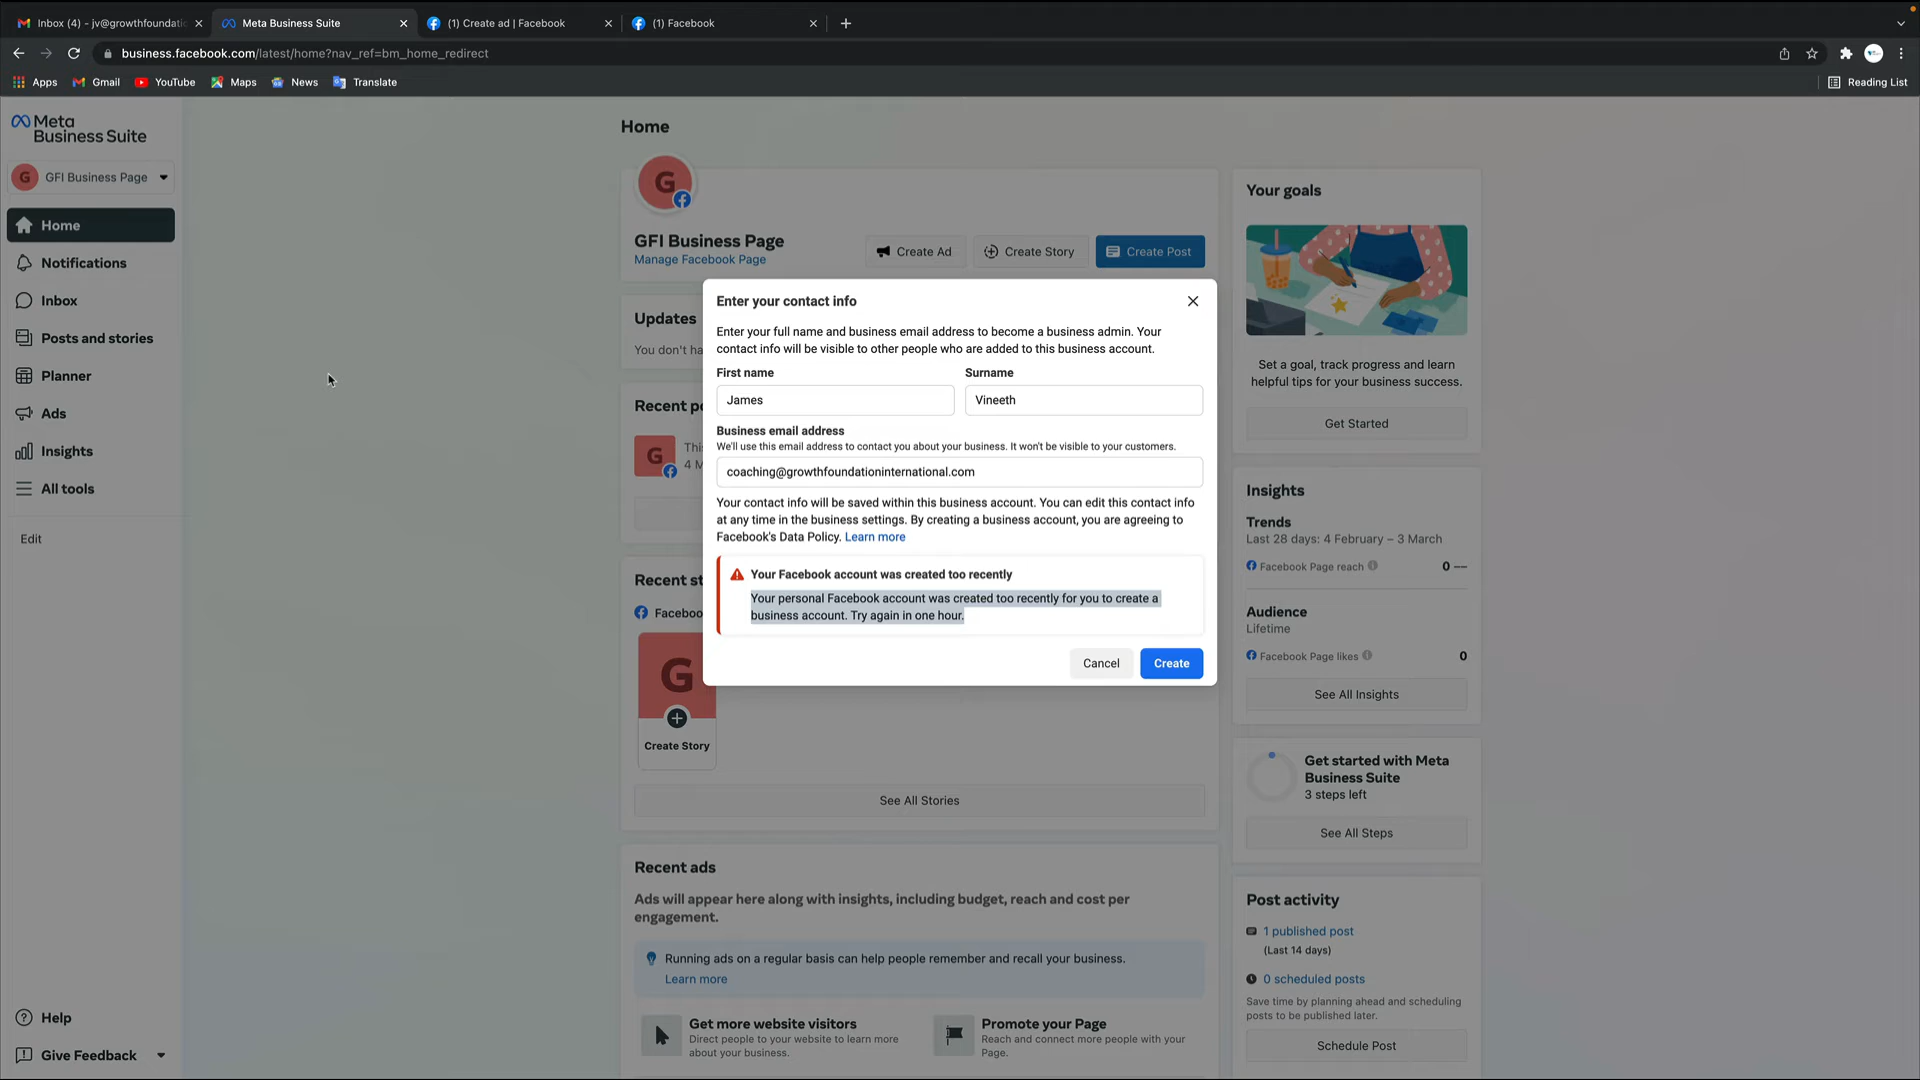 Inbox (4) - jv@growthfoundatio
Meta Business Suite
(1) Create ad | Facebook
(1) Facebook
business.facebook.com/latest/home?nav_ref=bm_home_redirect
Apps
Gmail
YouTube
Maps
News
Translate
Reading List
Meta
Business Suite
G
GFI Business Page
Home
Notifications
Inbox
Posts and stories
Planner
Ads
Insights
All tools
Edit
Help
Give Feedback
Home
G
GFI Business Page
Manage Facebook Page
Create Ad
Create Story
Create Post
Updates
You don't ha
Recent po
G
Thi
4 M
Recent st
Faceboo
G
Create Story
See All Stories
Enter your contact info
Enter your full name and business email address to become a business admin. Your
contact info will be visible to other people who are added to this business account.
First name
Surname
James
Vineeth
Business email address
We'll use this email address to contact you about your business. It won't be visible to your customers.
coaching@growthfoundationinternational.com
Your contact info will be saved within this business account. You can edit this contact info
at any time in the business settings. By creating a business account, you are agreeing to
Facebook's Data Policy. Learn more
Your Facebook account was created too recently
Your personal Facebook account was created too recently for you to create a
business account. Try again in one hour.
Cancel
Create
Recent ads
Ads will appear here along with insights, including budget, reach and cost per
engagement.
Running ads on a regular basis can help people remember and recall your business.
Learn more
Get more website visitors
Direct people to your website to learn more
about your business.
Promote your Page
Reach and connect more people with your
Page.
Your goals
Set a goal, track progress and learn
helpful tips for your business success.
Get Started
Insights
Trends
Last 28 days: 4 February – 3 March
Facebook Page reach
0 --
Audience
Lifetime
Facebook Page likes
0
See All Insights
Get started with Meta
Business Suite
3 steps left
See All Steps
Post activity
1 published post
(Last 14 days)
0 scheduled posts
Save time by planning ahead and scheduling
posts to be published later.
Schedule Post